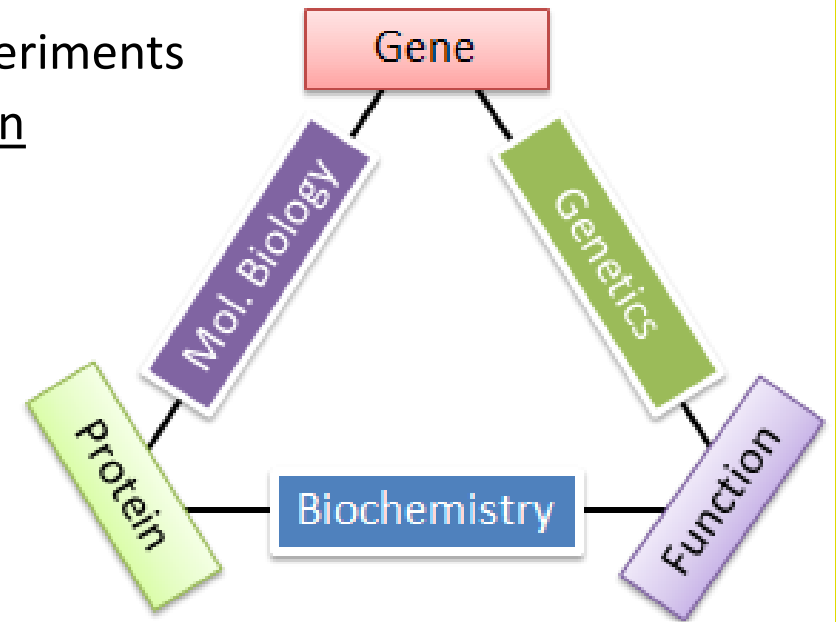 eriments
n
Gene
Mol. Biology
Genetics
Protein
Biochemistry
Function